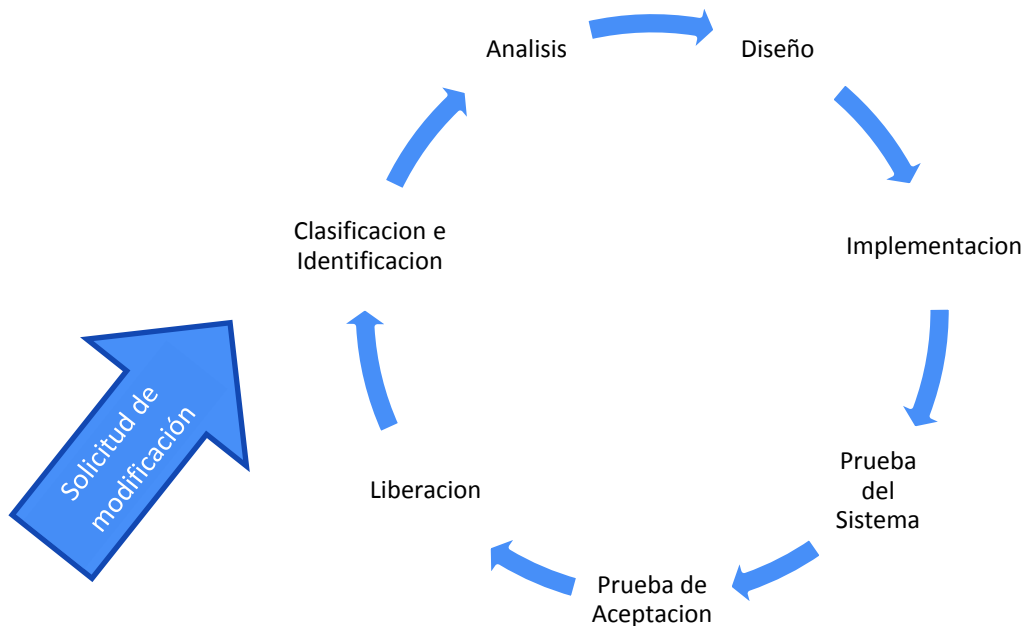 Analisis
Diseño
Implementacion
Prueba
del
Sistema
Prueba de
Aceptacion
Liberacion
Clasificacion e
Identificacion
Solicitud de
modificación